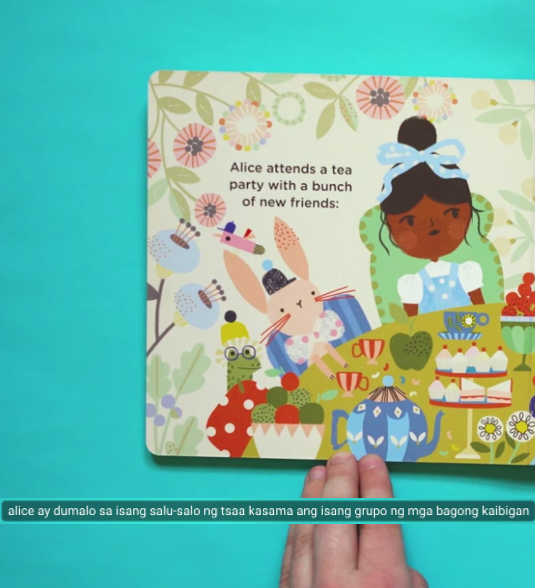 Alice attends a tea
party with a bunch
of new friends:
alice ay dumalo sa isang salu-salo ng tsaa kasama ang isang grupo ng mga bagong kaibigan